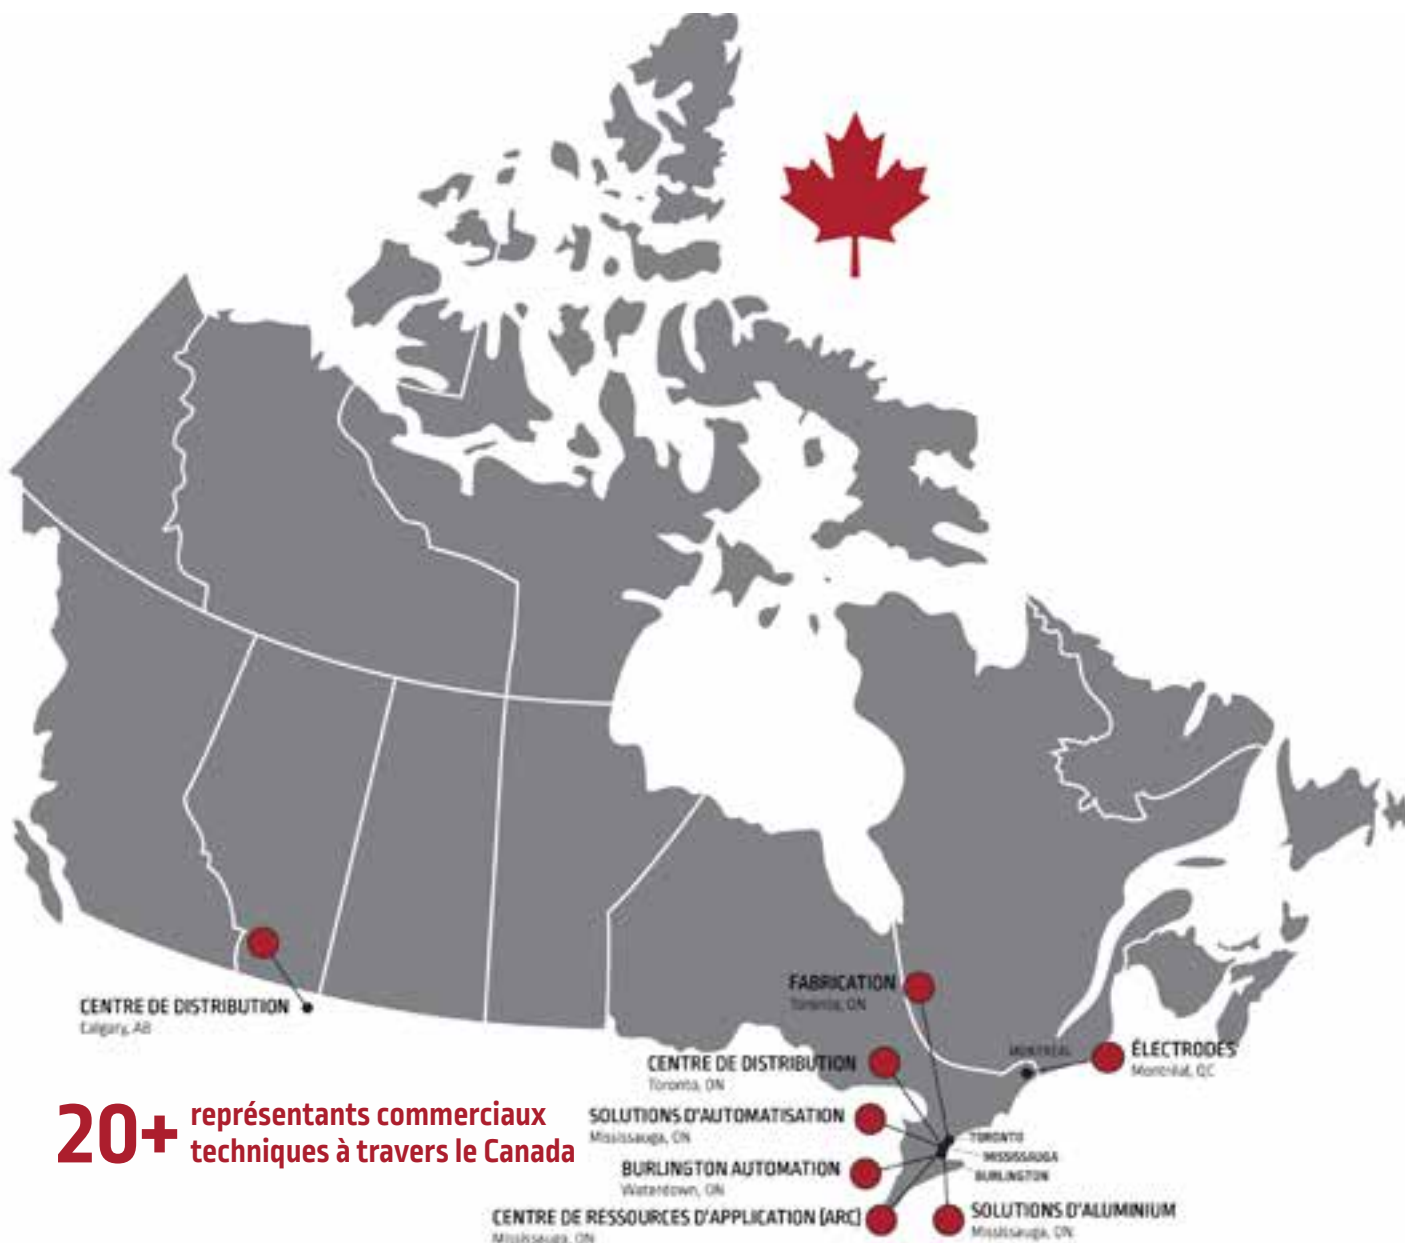 CENTRE DE DISTRIBUTION
Calgary, AB
20+ représentants commerciaux
techniques à travers le Canada
FABRICATION
Toronto, ON
CENTRE DE DISTRIBUTION
Toronto, ON
SOLUTIONS D'AUTOMATISATION
Mississauga, ON
BURLINGTON AUTOMATION
Waterdown, ON
CENTRE DE RESSOURCES D'APPLICATION [ARC]
Mississauga, ON
MONTRÉAL
ÉLECTRODES
Montréal, QC
TORONTO
MISSISSAUGA
BURLINGTON
SOLUTIONS D'ALUMINIUM
Mississauga, ON